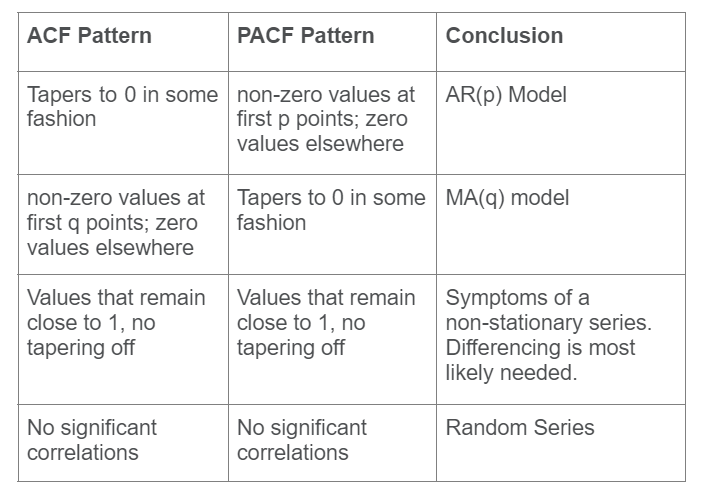 ACF Pattern
PACF Pattern
Conclusion
Tapers to 0 in some
fashion
non-zero values at
first p points; zero
values elsewhere
AR(p) Model
non-zero values at
first q points; zero
values elsewhere
Tapers to 0 in some
fashion
MA(q) model
Values that remain
close to 1, no
tapering off
Values that remain
close to 1, no
tapering off
Symptoms of a
non-stationary series.
Differencing is most
likely needed.
No significant
correlations
No significant
correlations
Random Series